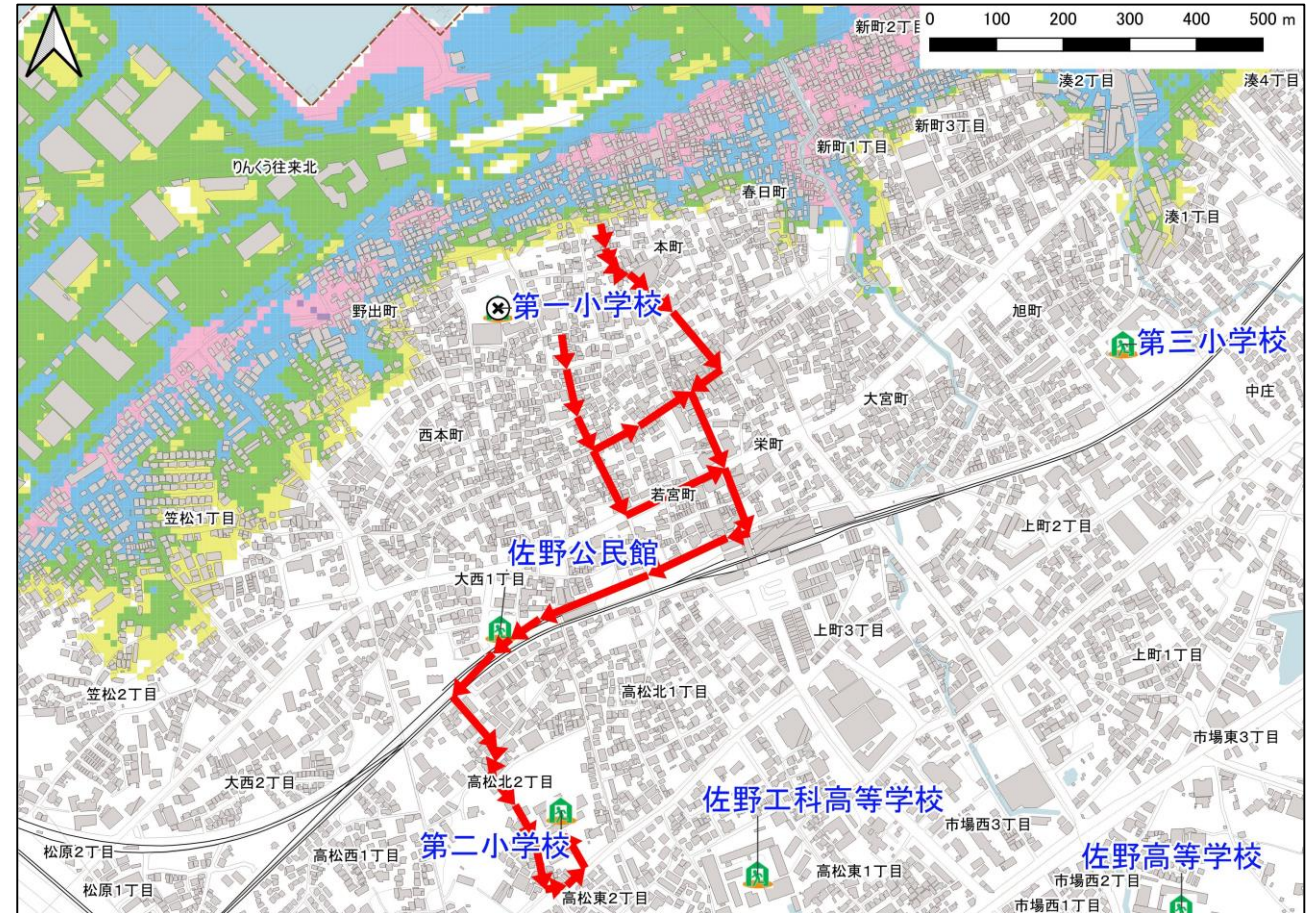 0 100 200 300 400 500 m
新町2丁目
湊2丁目
湊4丁目
新町3丁目
新町1丁目
りんくう往来北
春日町
湊1丁目
本町
野出町
第一小学校
旭町
第三小学校
中庄
大宮町
西本町
栄町
若宮町
笠松1丁目
上町2丁目
佐野公民館
大西1丁目
上町3丁目
上町1丁目
笠松2丁目
高松北1丁目
市場東3丁目
大西2丁目
高松北2丁目
佐野工科高等学校
市場西3丁目
松原2丁目
高松西1丁目
第二小学校
佐野高等学校
高松東1丁目
市場西2丁目
松原1丁目
高松東2丁目
市場西1丁目